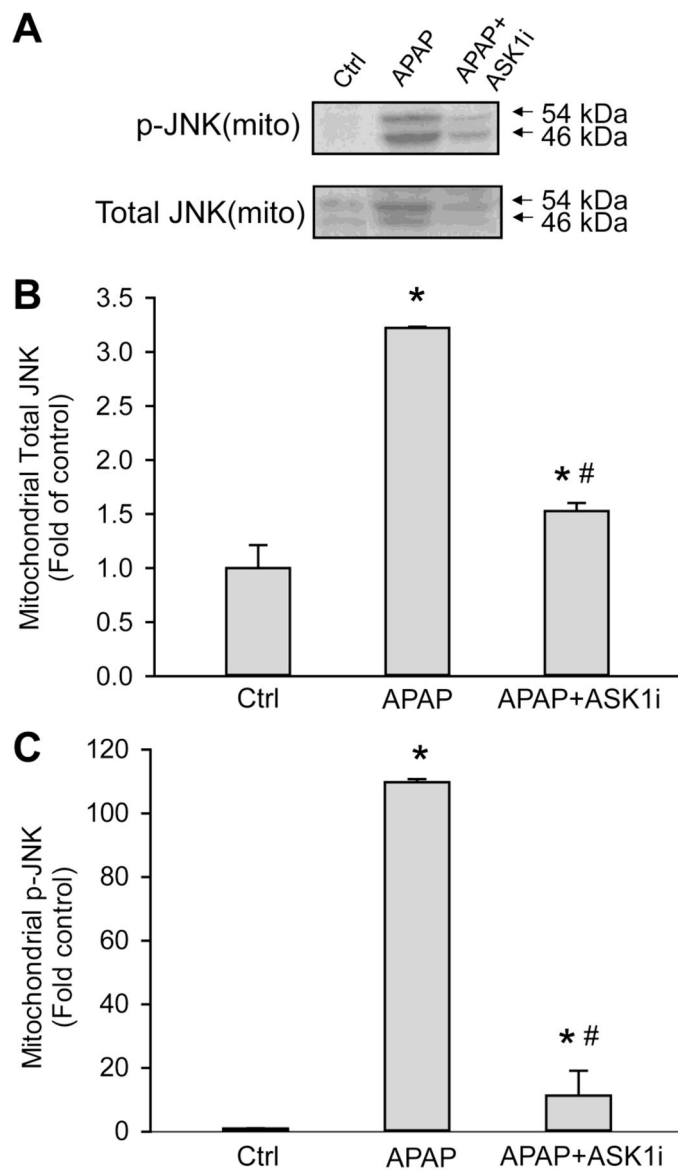 A
Ctrl
APAP
APAP+
ASK1i
p-JNK(mito)
54 kDa
46 kDa
Total JNK(mito)
54 kDa
46 kDa
B
Mitochondrial Total JNK
(Fold of control)
3.5
3.0
2.5
2.0
1.5
1.0
0.5
0.0
*
* #
Ctrl
APAP
APAP+ASK1i
C
Mitochondrial p-JNK
(Fold control)
120
100
80
60
40
20
0
*
* #
Ctrl
APAP
APAP+ASK1i